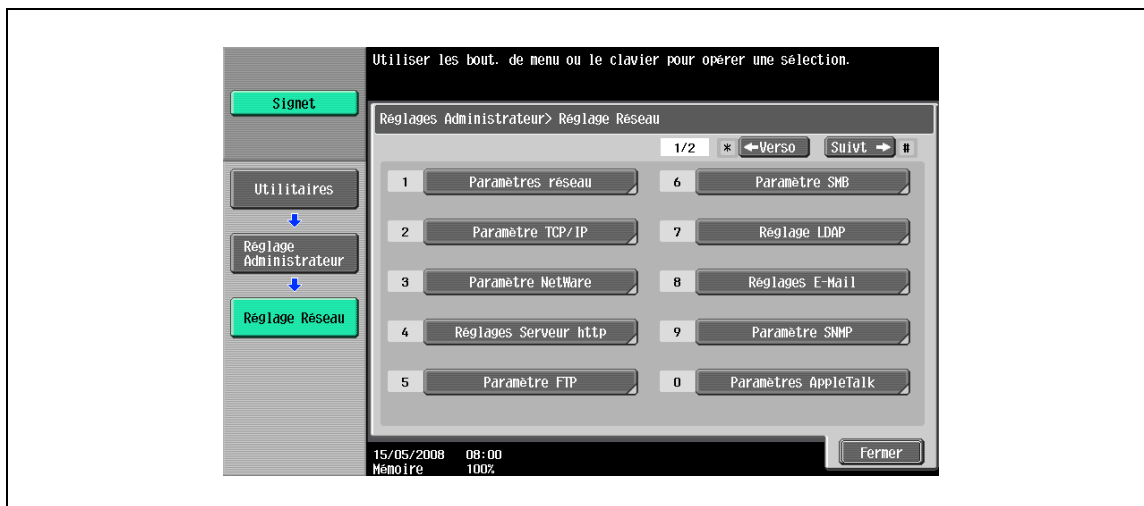 Utiliser les bout. de menu ou le clavier pour opérer une sélection.
Signet
Réglages Administrateur> Réglage Réseau
1/2 * ←Verso Suivt → #
Utilitaires
Réglage
Administrateur
Réglage Réseau
1 Paramètres réseau
6 Paramètre SMB
2 Paramètre TCP/IP
7 Réglage LDAP
3 Paramètre NetWare
8 Réglages E-Mail
4 Réglages Serveur http
9 Paramètre SNMP
5 Paramètre FTP
0 Paramètres AppleTalk
15/05/2008 08:00
Mémoire 100%
Fermer